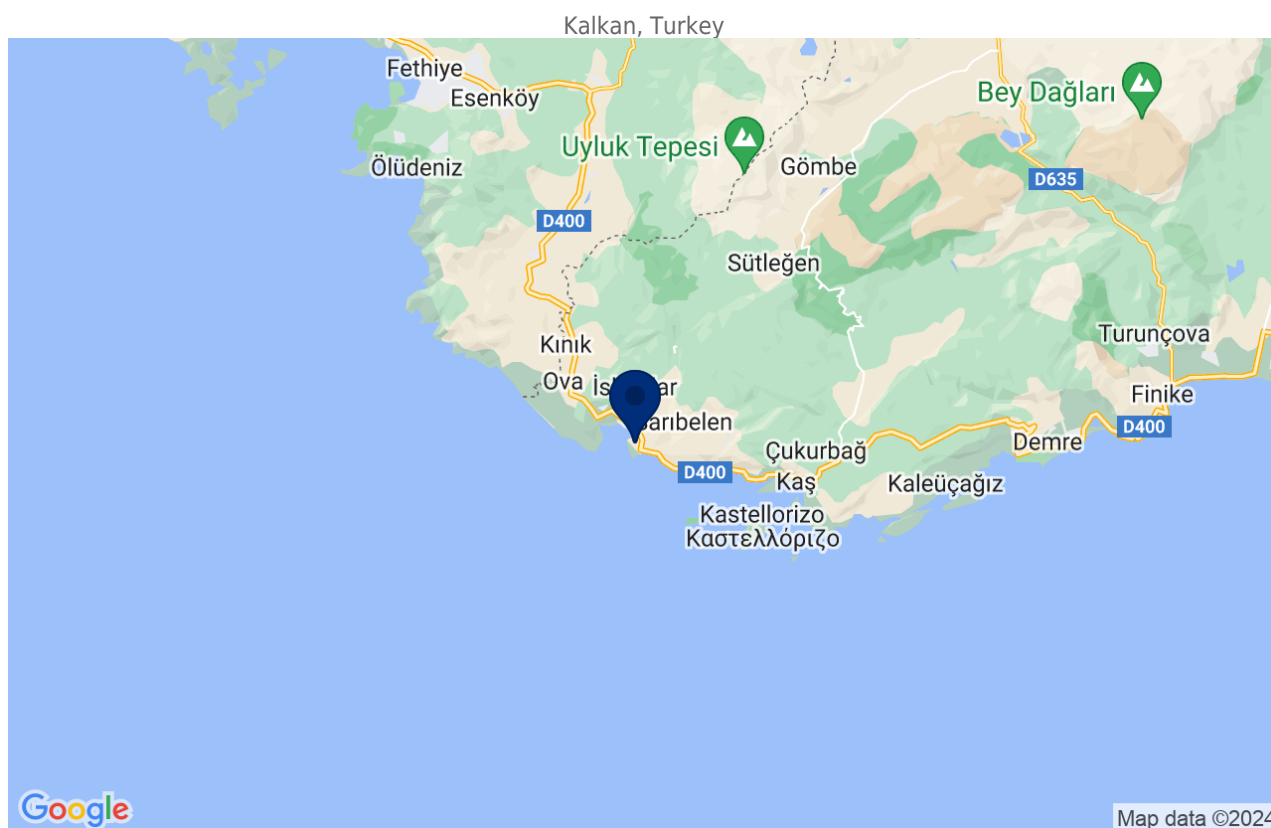 Kalkan, Turkey
Fethiye
Esenköy
Bey Dağları
Uyluk Tepesi
Gömbe
Ölüdeniz
D635
D400
Sütleğen
Turunçova
Kınık
Ova
Finike
D400
Demre
Çukurbağ
D400
Kaş
Kaleüçağız
Kastellorizo
Καστελλόριζο
Google
Map data ©2024